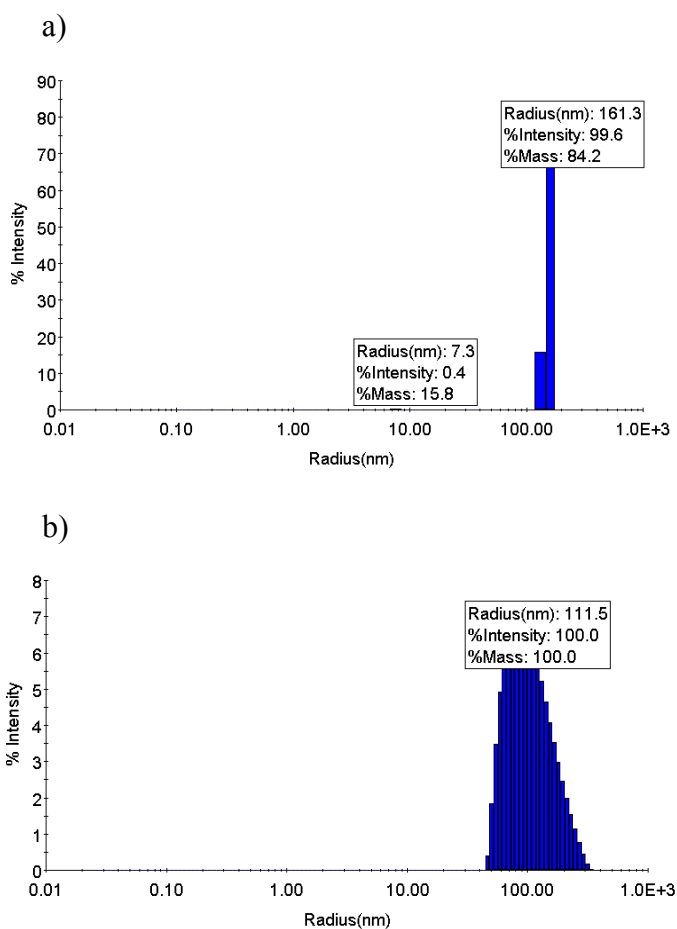 a)
90
80
70
60
50
40
30
20
10
0
% Intensity
Radius(nm): 161.3
%Intensity: 99.6
%Mass: 84.2
Radius(nm): 7.3
%Intensity: 0.4
%Mass: 15.8
0.01 0.10 1.00 10.00 100.00 1.0E+3
Radius(nm)
b)
8
7
6
5
4
3
2
1
0
% Intensity
Radius(nm): 111.5
%Intensity: 100.0
%Mass: 100.0
0.01 0.10 1.00 10.00 100.00 1.0E+3
Radius(nm)